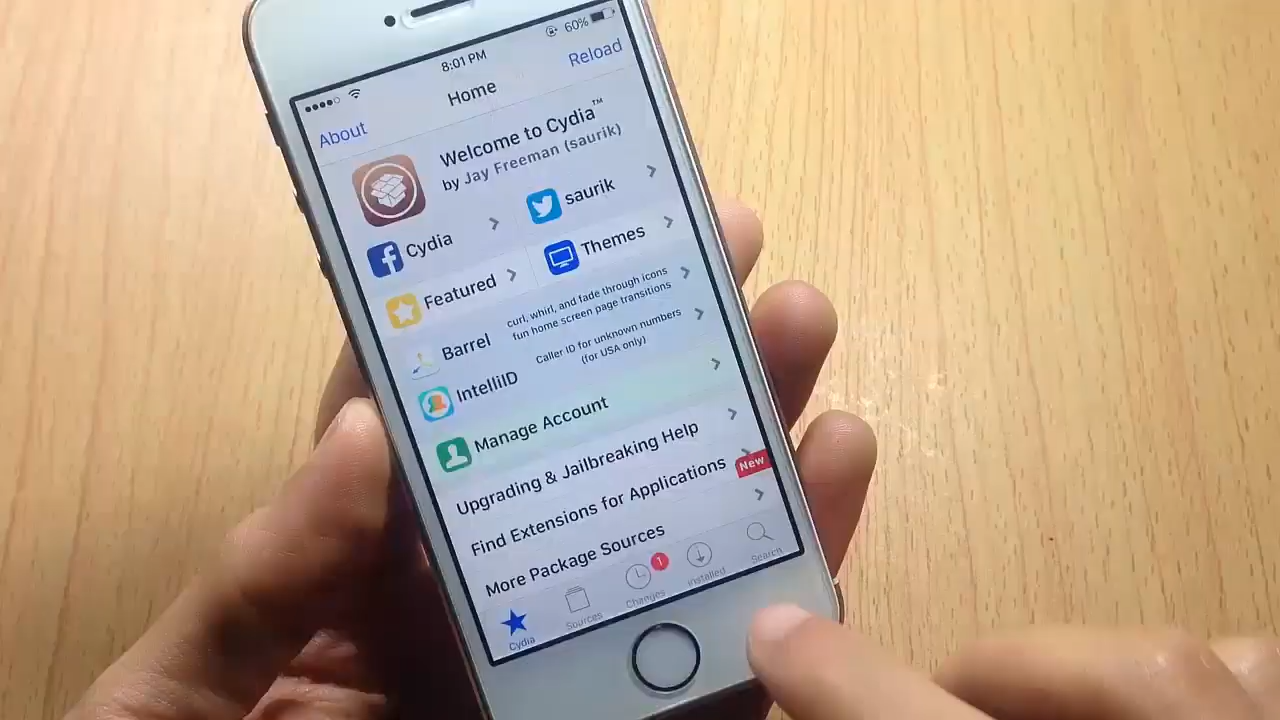 8:01 PM
60%
About
Home
Reload
Welcome to Cydia™
by Jay Freeman (saurik)
Cydia
saurik
Featured
Themes
Barrel
curl, whirl, and fade through icons
fun home screen page transitions
IntelliID
Caller ID for unknown numbers
(for USA only)
Manage Account
Upgrading & Jailbreaking Help
Find Extensions for Applications
New
More Package Sources
1
Cydia
Sources
Changes
Installed
Search